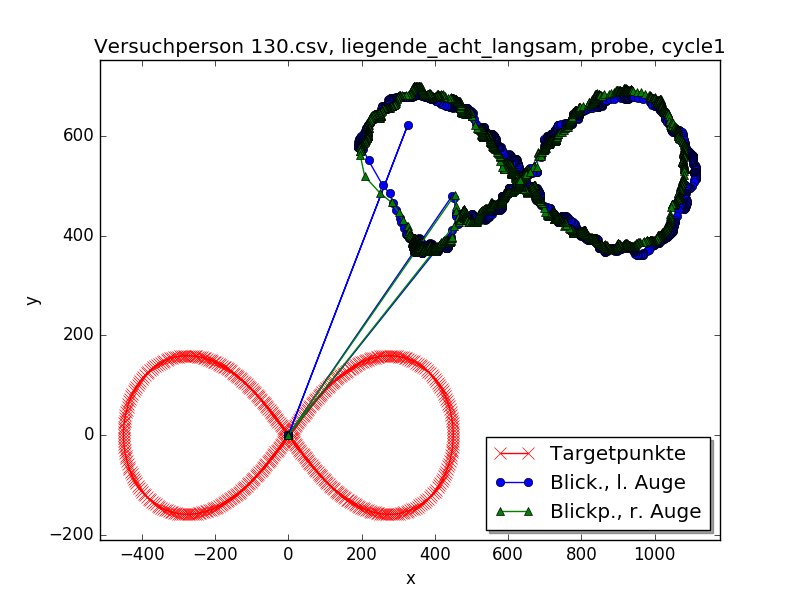 Versuchperson 130.csv, liegende_acht_langsam, probe, cycle1
y
600
400
200
0
−200
−400
−200
0
200
400
600
800
1000
x
Targetpunkte
Blick., l. Auge
Blickp., r. Auge